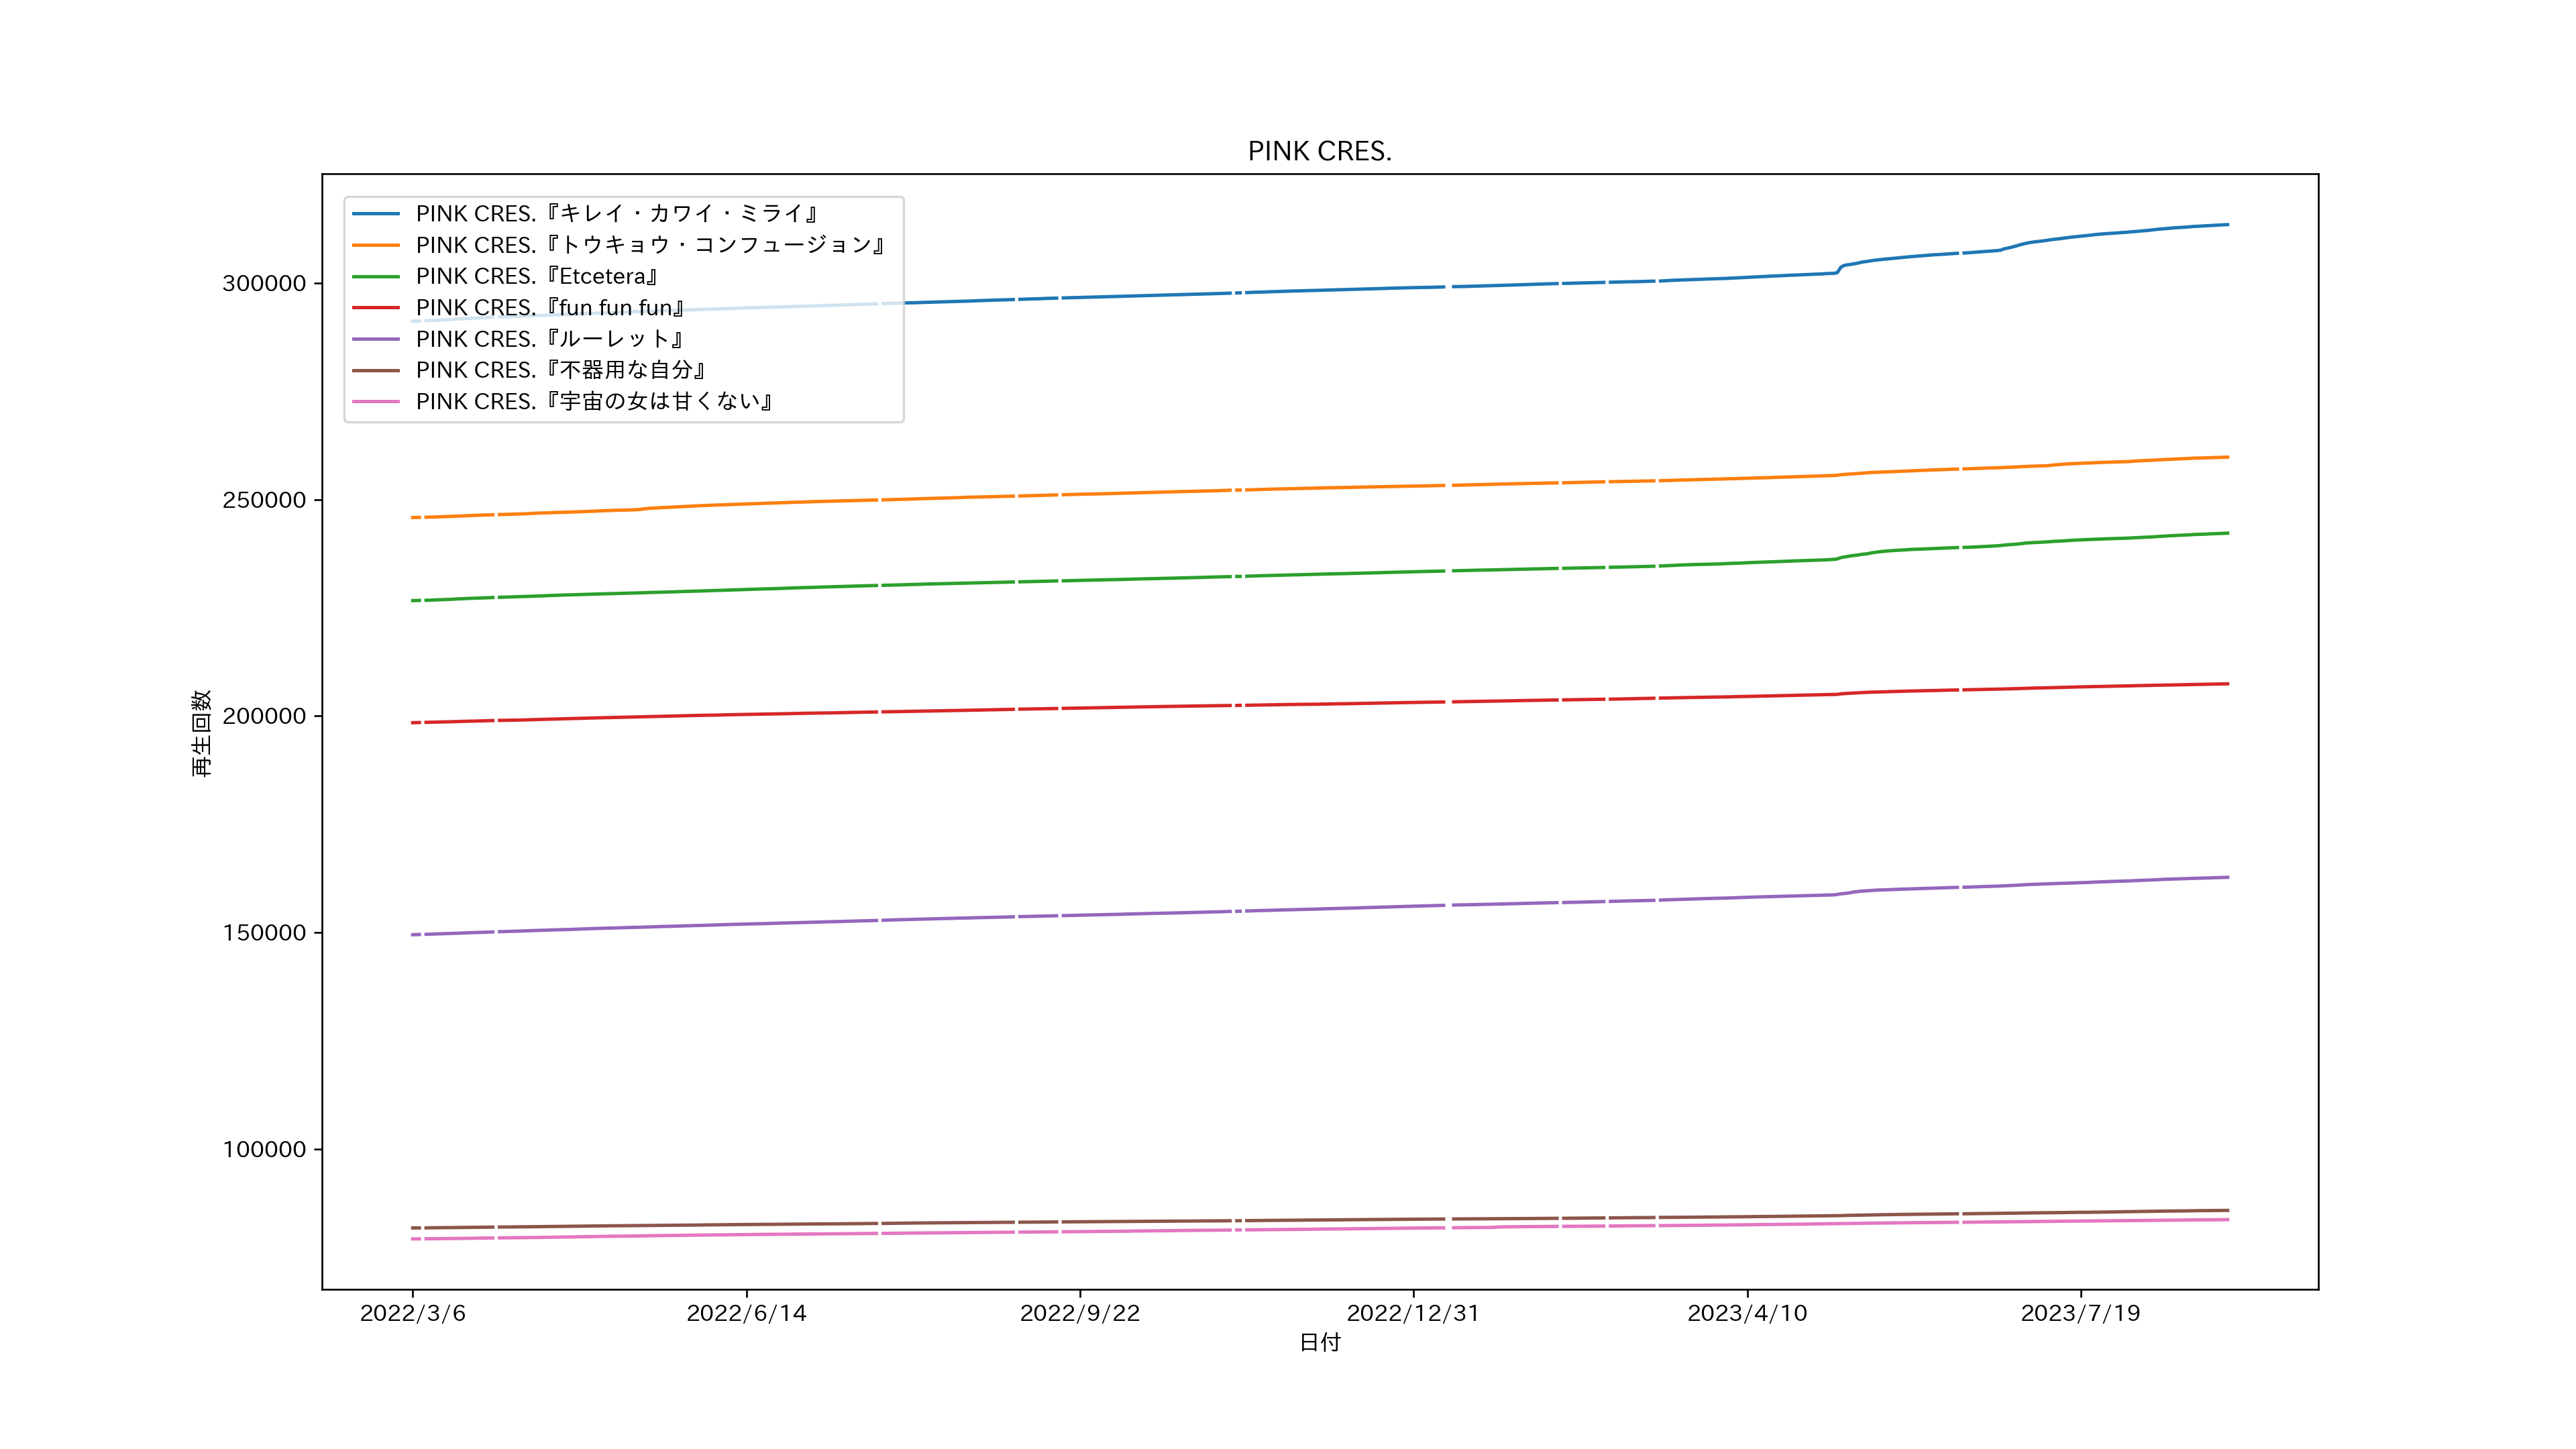 PINK CRES.
PINK CRES.『キレイ・カワイ・ミライ』
PINK CRES.『トウキョウ・コンフュージョン』
PINK CRES.『Etcetera』
PINK CRES.『fun fun fun』
PINK CRES.『ルーレット』
PINK CRES.『不器用な自分』
PINK CRES.『宇宙の女は甘くない』
300000
250000
200000
150000
100000
再生回数
2022/3/6
2022/6/14
2022/9/22
2022/12/31
2023/4/10
2023/7/19
日付